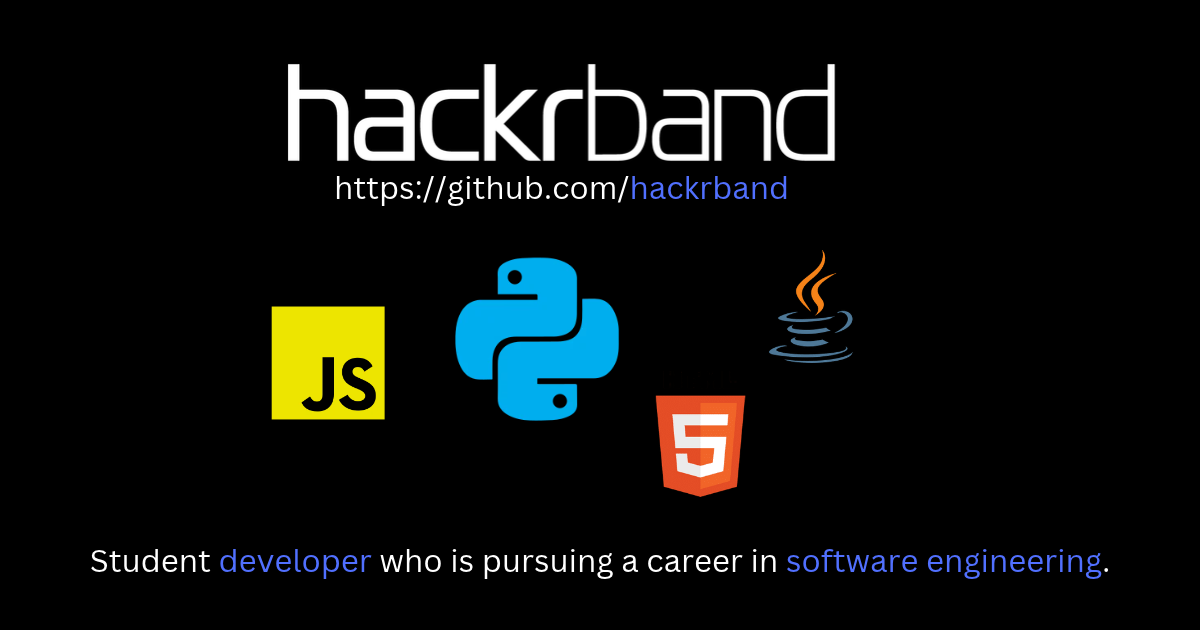 hackrband
https://github.com/hackrband
JS
5
Student developer who is pursuing a career in software engineering.